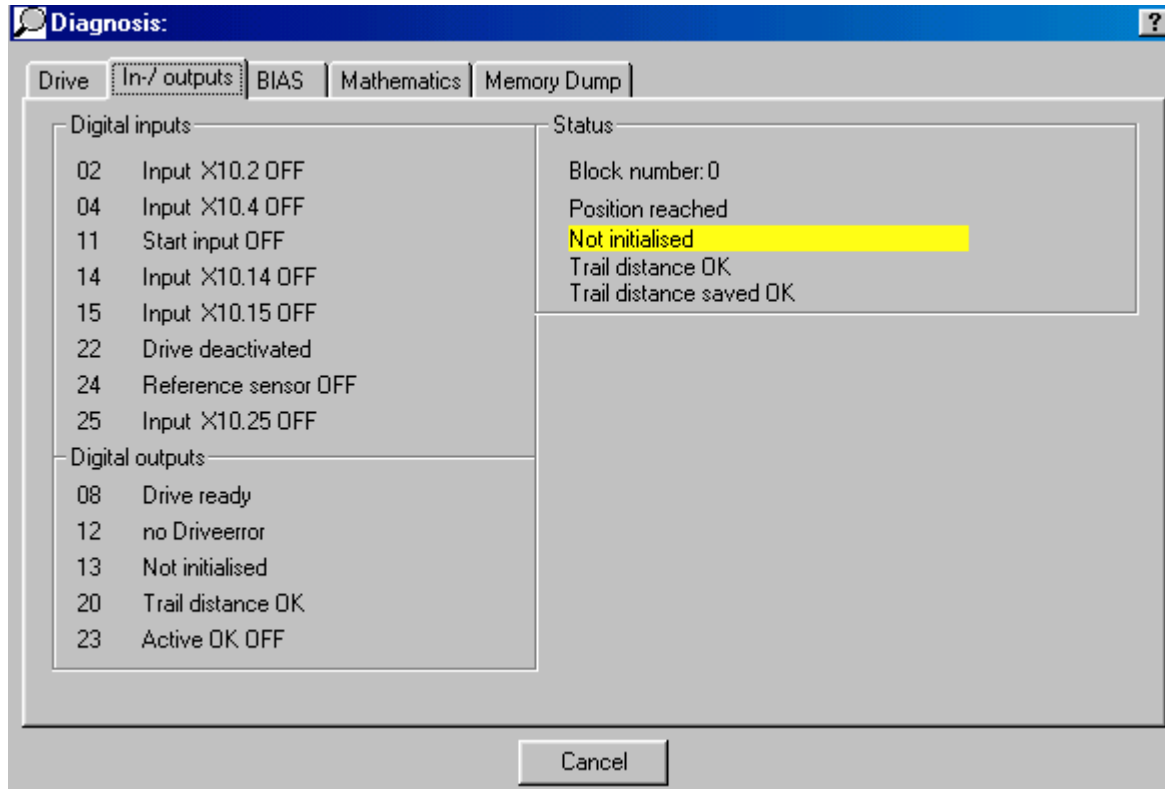 Diagnosis:
?
Drive In-/ outputs BIAS Mathematics Memory Dump
Digital inputs
02 Input X10.2 OFF
04 Input X10.4 OFF
11 Start input OFF
14 Input X10.14 OFF
15 Input X10.15 OFF
22 Drive deactivated
24 Reference sensor OFF
25 Input X10.25 OFF
Digital outputs
08 Drive ready
12 no Driveerror
13 Not initialised
20 Trail distance OK
23 Active OK OFF
Status
Block number: 0
Position reached
Not initialised
Trail distance OK
Trail distance saved OK
Cancel